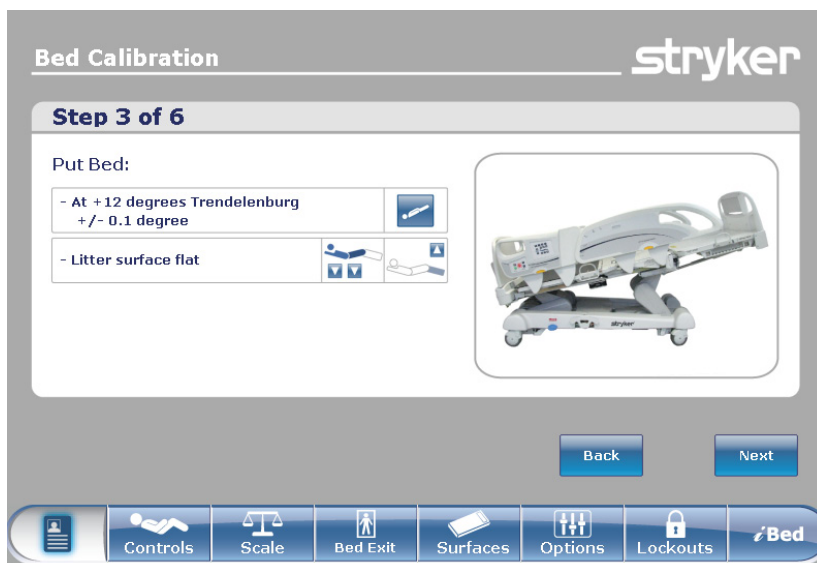 Bed Calibration
stryker
Step 3 of 6
Put Bed:
- At +12 degrees Trendelenburg
+/- 0.1 degree
- Litter surface flat
stryker
Back
Next
Controls
Scale
Bed Exit
Surfaces
Options
Lockouts
iBed